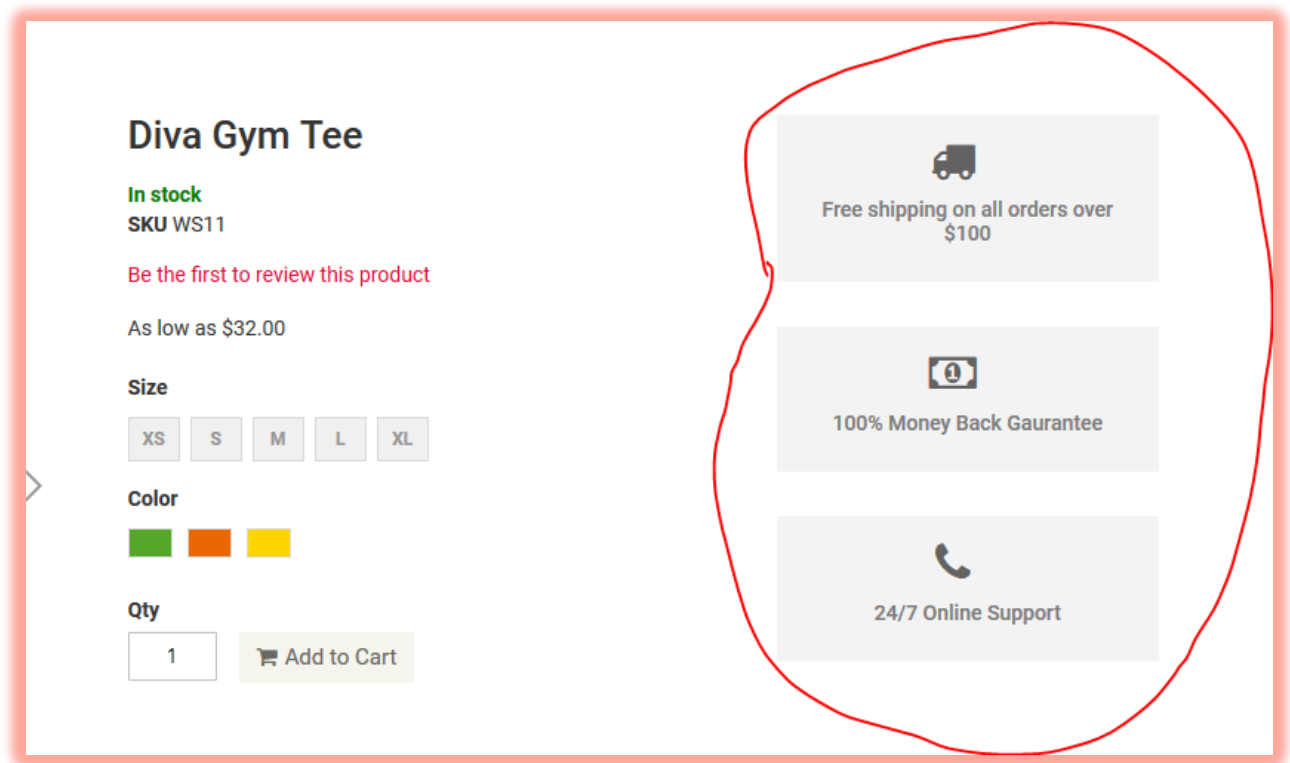 Diva Gym Tee
In stock
SKU WS11
Be the first to review this product
As low as $32.00
Size
XS S M L XL
Color
Qty
1 Add to Cart
Free shipping on all orders over
$100
1
100% Money Back Gaurantee
24/7 Online Support